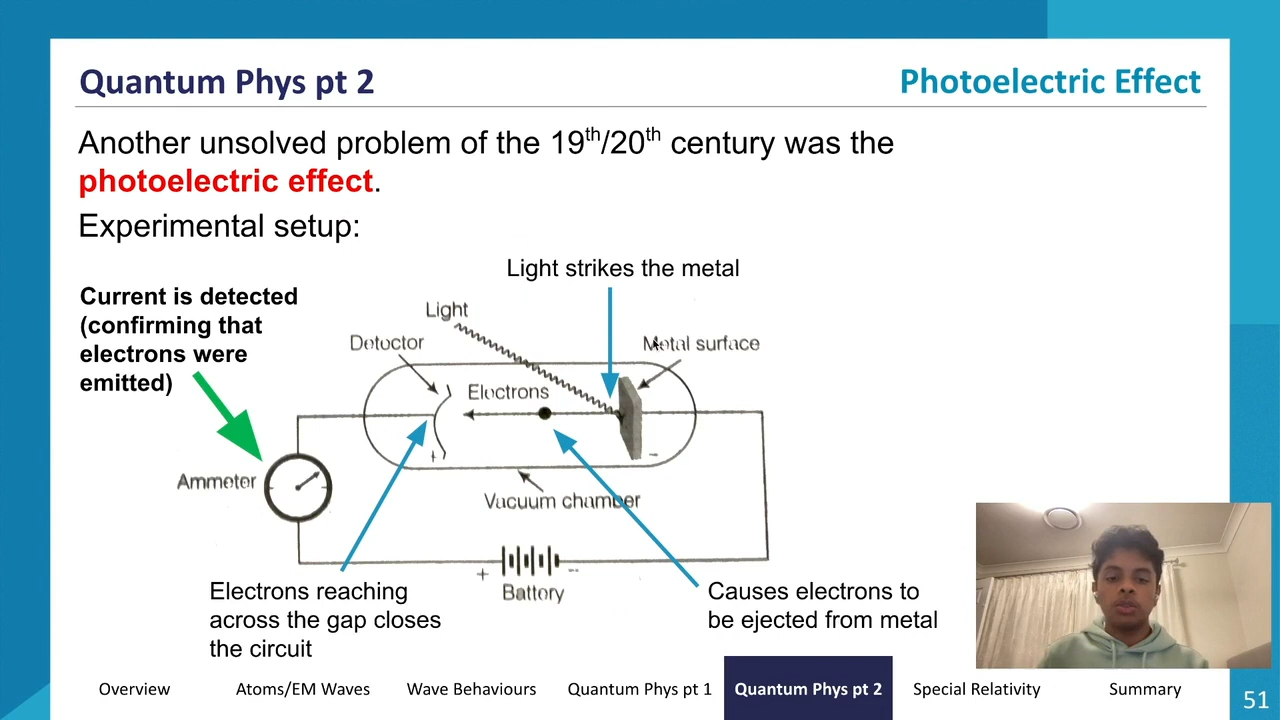 Quantum Phys pt 2
Photoelectric Effect
Another unsolved problem of the 19th/20th century was the
photoelectric effect.
Experimental setup:
Light strikes the metal
Current is detected
(confirming that
electrons were
emitted)
Light
Detector
Metal surface
Electrons
+
-
Ammeter
Vacuum chamber
+
-
Battery
Electrons reaching
across the gap closes
the circuit
Causes electrons to
be ejected from metal
Overview
Atoms/EM Waves
Wave Behaviours
Quantum Phys pt 1
Quantum Phys pt 2
Special Relativity
Summary
51